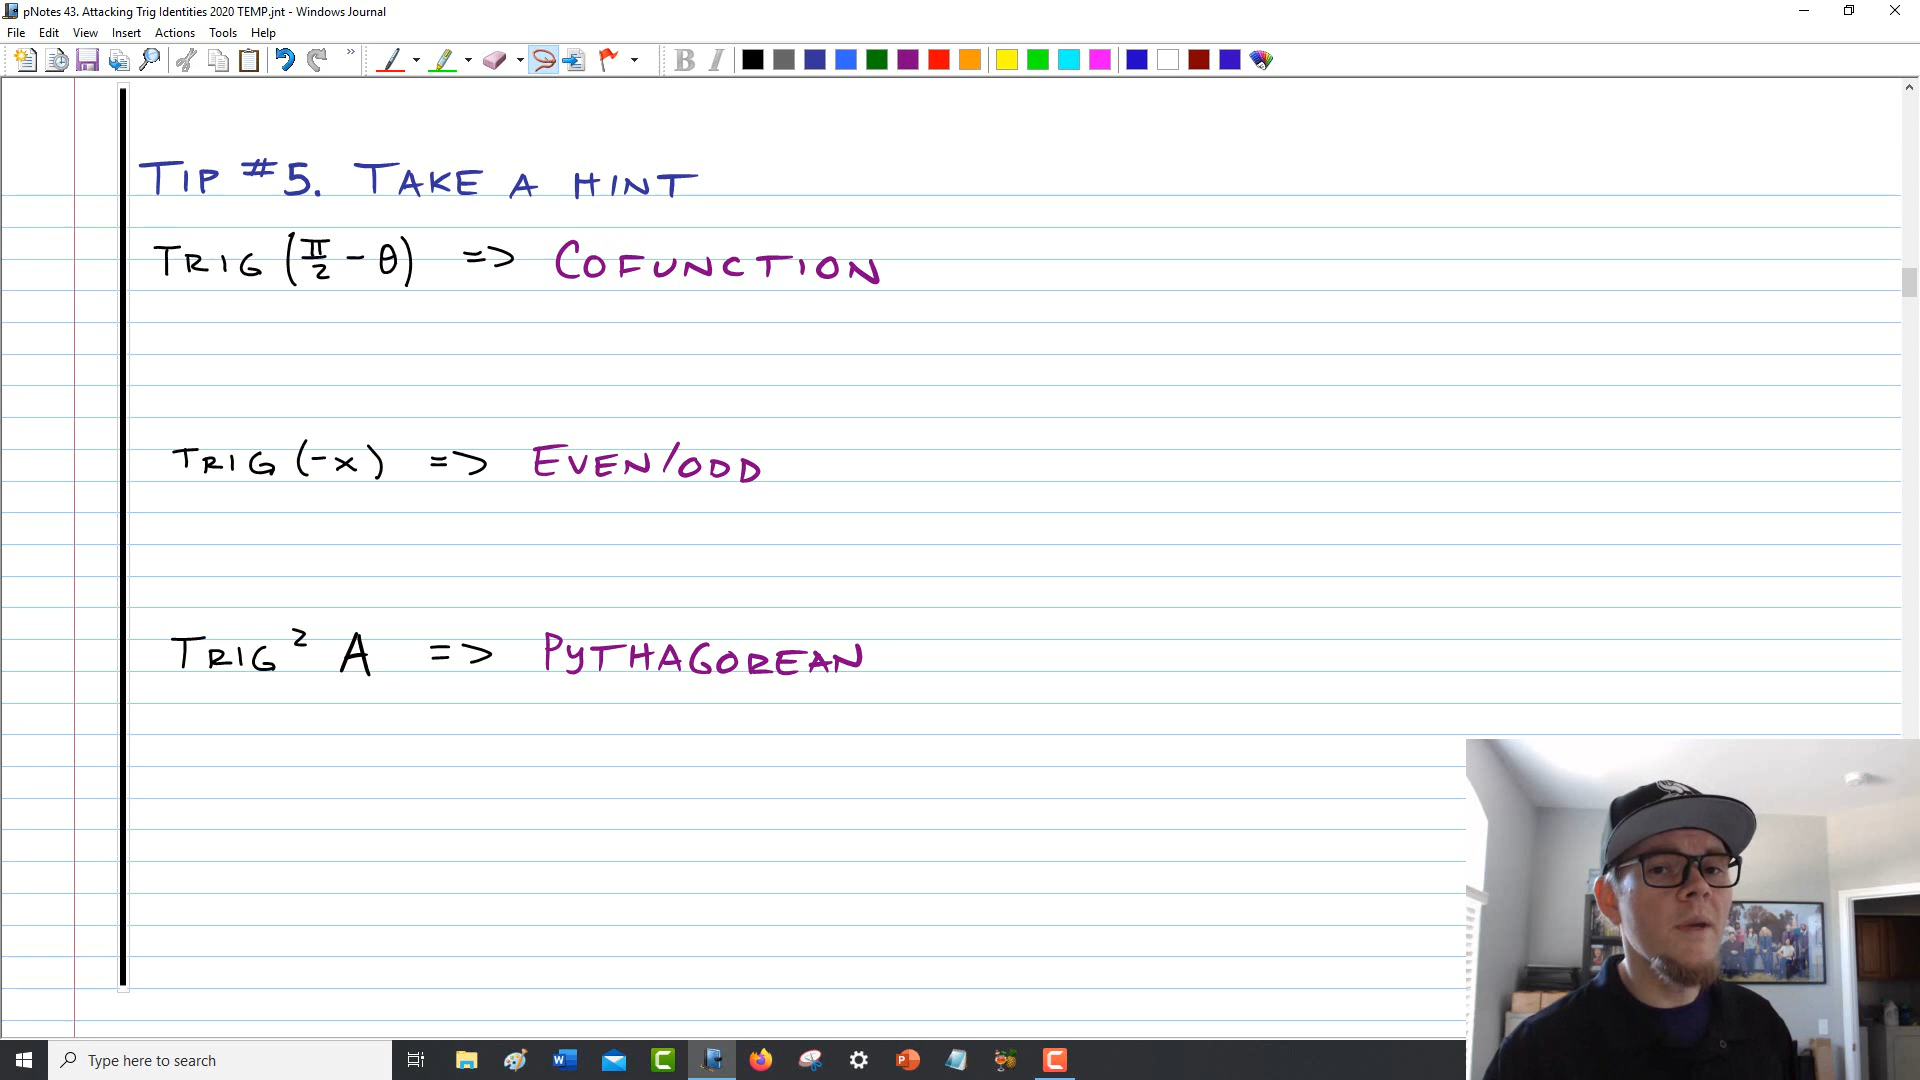 pNotes 43. Attacking Trig Identities 2020 TEMP.jnt - Windows Journal
File Edit View Insert Actions Tools Help
B I
TIP #5. TAKE A HINT
TRIG (π/2 - θ) => COFUNCTION
TRIG (-x) => EVEN/ODD
TRIG² A => PYTHAGOREAN
Type here to search